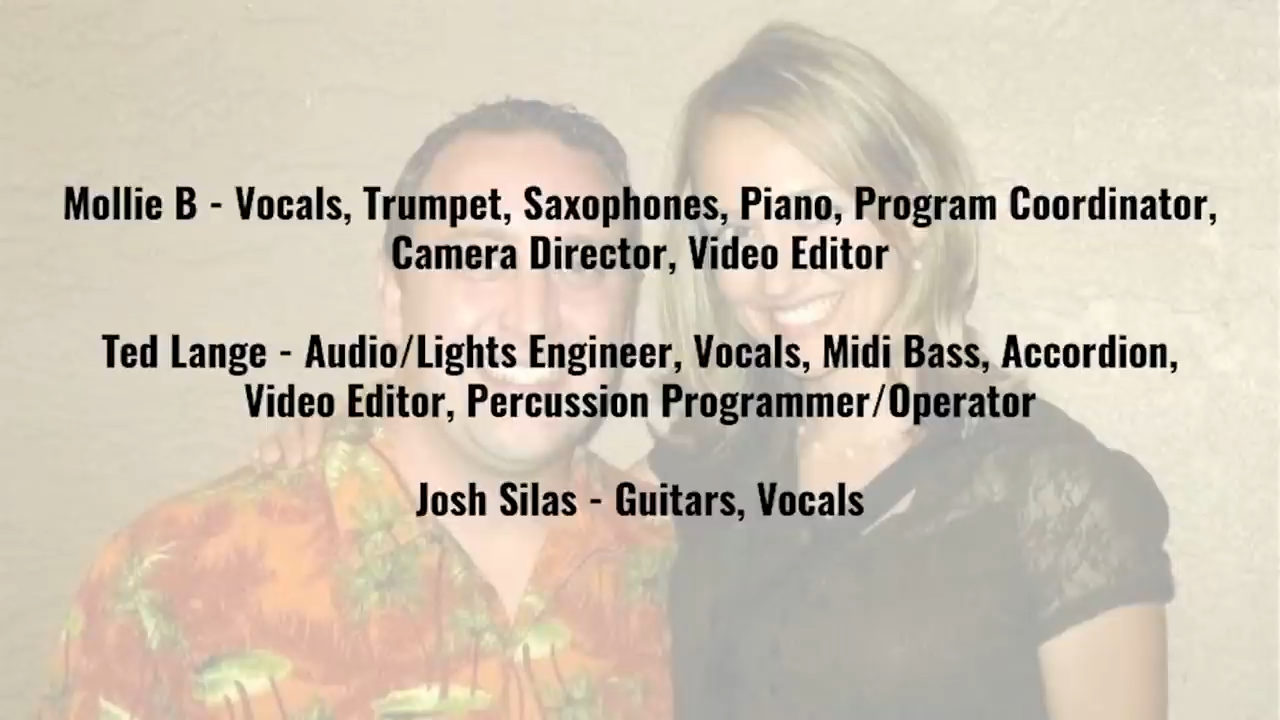 Mollie B - Vocals, Trumpet, Saxophones, Piano, Program Coordinator,
Camera Director, Video Editor
Ted Lange - Audio/Lights Engineer, Vocals, Midi Bass, Accordion,
Video Editor, Percussion Programmer/Operator
Josh Silas - Guitars, Vocals